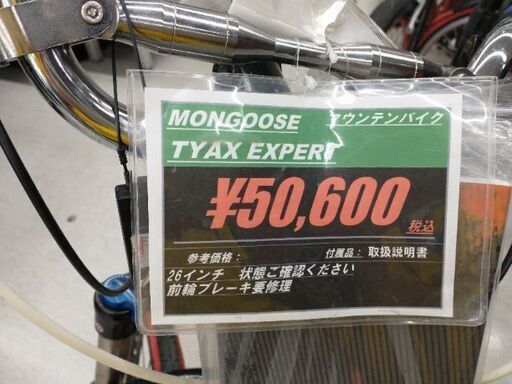 MONGOOSE マウンテンバイク
TYAX EXPERT
¥50,600 税込
参考価格： 付属品： 取扱説明書
26インチ 状態ご確認ください
前輪ブレーキ要修理